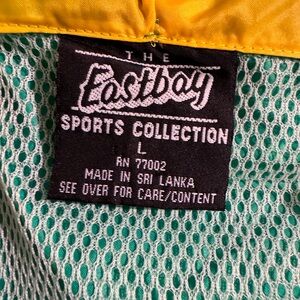 THE
Eastbay
SPORTS COLLECTION
L
RN 77002
MADE IN SRI LANKA
SEE OVER FOR CARE/CONTENT